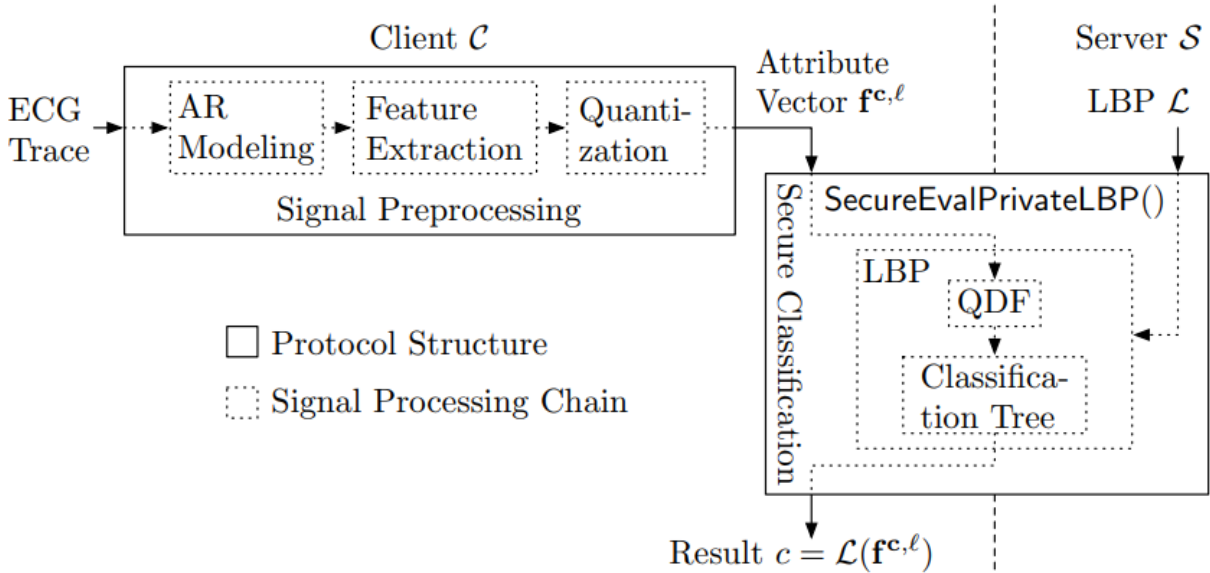 Client 𝒞
Server 𝒮
ECG
Trace
AR
Modeling
Feature
Extraction
Quanti-
zation
Signal Preprocessing
Attribute
Vector f^{c,ℓ}
LBP ℒ
Secure Classification
SecureEvalPrivateLBP()
LBP
QDF
Classifica-
tion Tree
Protocol Structure
Signal Processing Chain
Result c = ℒ(f^{c,ℓ})